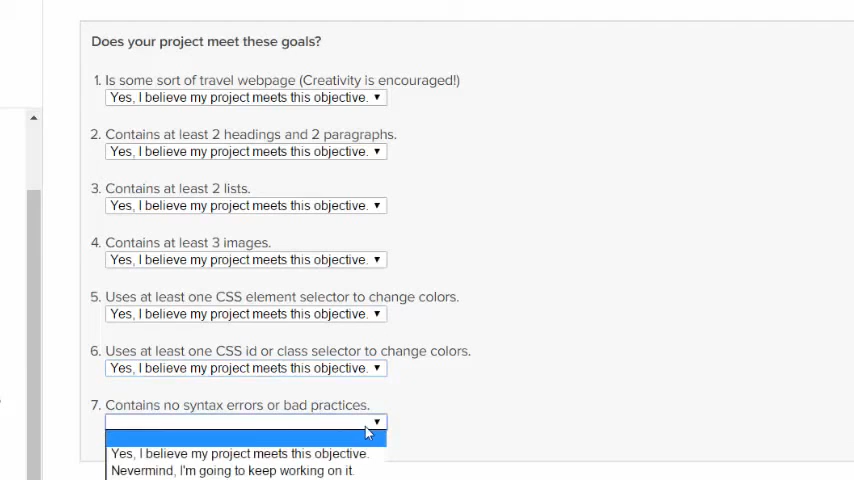 Does your project meet these goals?
1. Is some sort of travel webpage (Creativity is encouraged!)
Yes, I believe my project meets this objective.
2. Contains at least 2 headings and 2 paragraphs.
Yes, I believe my project meets this objective.
3. Contains at least 2 lists.
Yes, I believe my project meets this objective.
4. Contains at least 3 images.
Yes, I believe my project meets this objective.
5. Uses at least one CSS element selector to change colors.
Yes, I believe my project meets this objective.
6. Uses at least one CSS id or class selector to change colors.
Yes, I believe my project meets this objective.
7. Contains no syntax errors or bad practices.
Yes, I believe my project meets this objective.
Nevermind, I'm going to keep working on it.